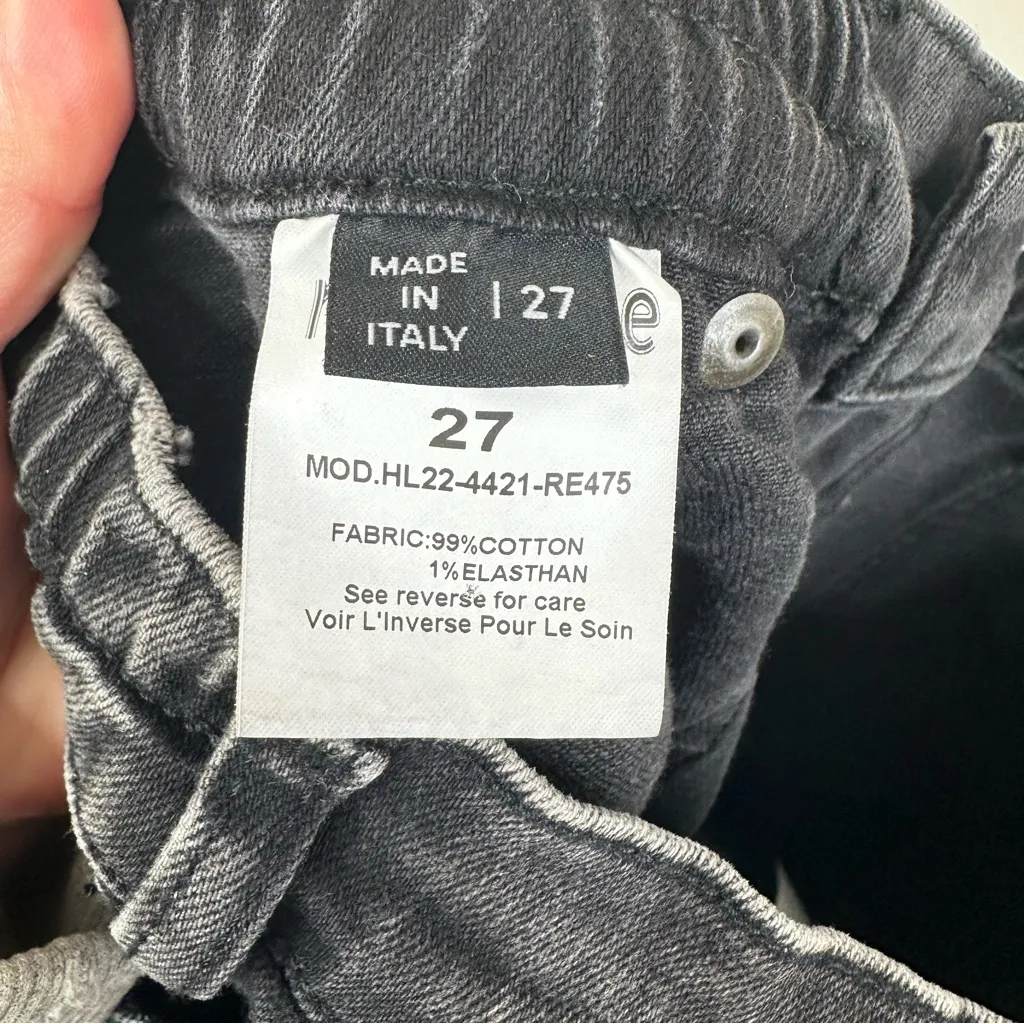 MADE
IN
ITALY
| 27
27
MOD.HL22-4421-RE475
FABRIC:99%COTTON
1%ELASTHAN
See reverse for care
Voir L'Inverse Pour Le Soin